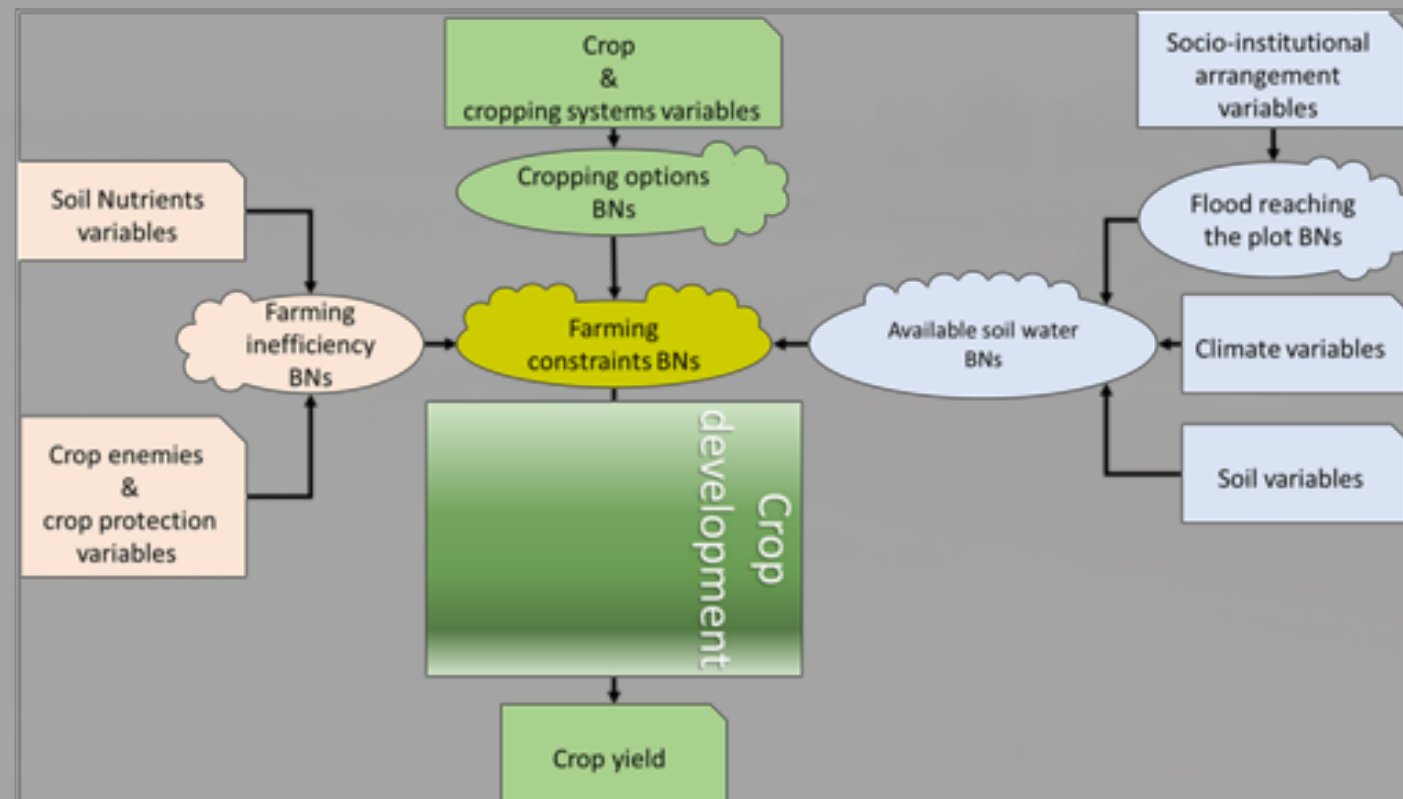 Crop
&
cropping systems variables
Socio-institutional
arrangement
variables
Soil Nutrients
variables
Cropping options
BNs
Flood reaching
the plot BNs
Farming
inefficiency
BNs
Farming
constraints BNs
Available soil water
BNs
Climate variables
Crop enemies
&
crop protection
variables
Crop
development
Soil variables
Crop yield